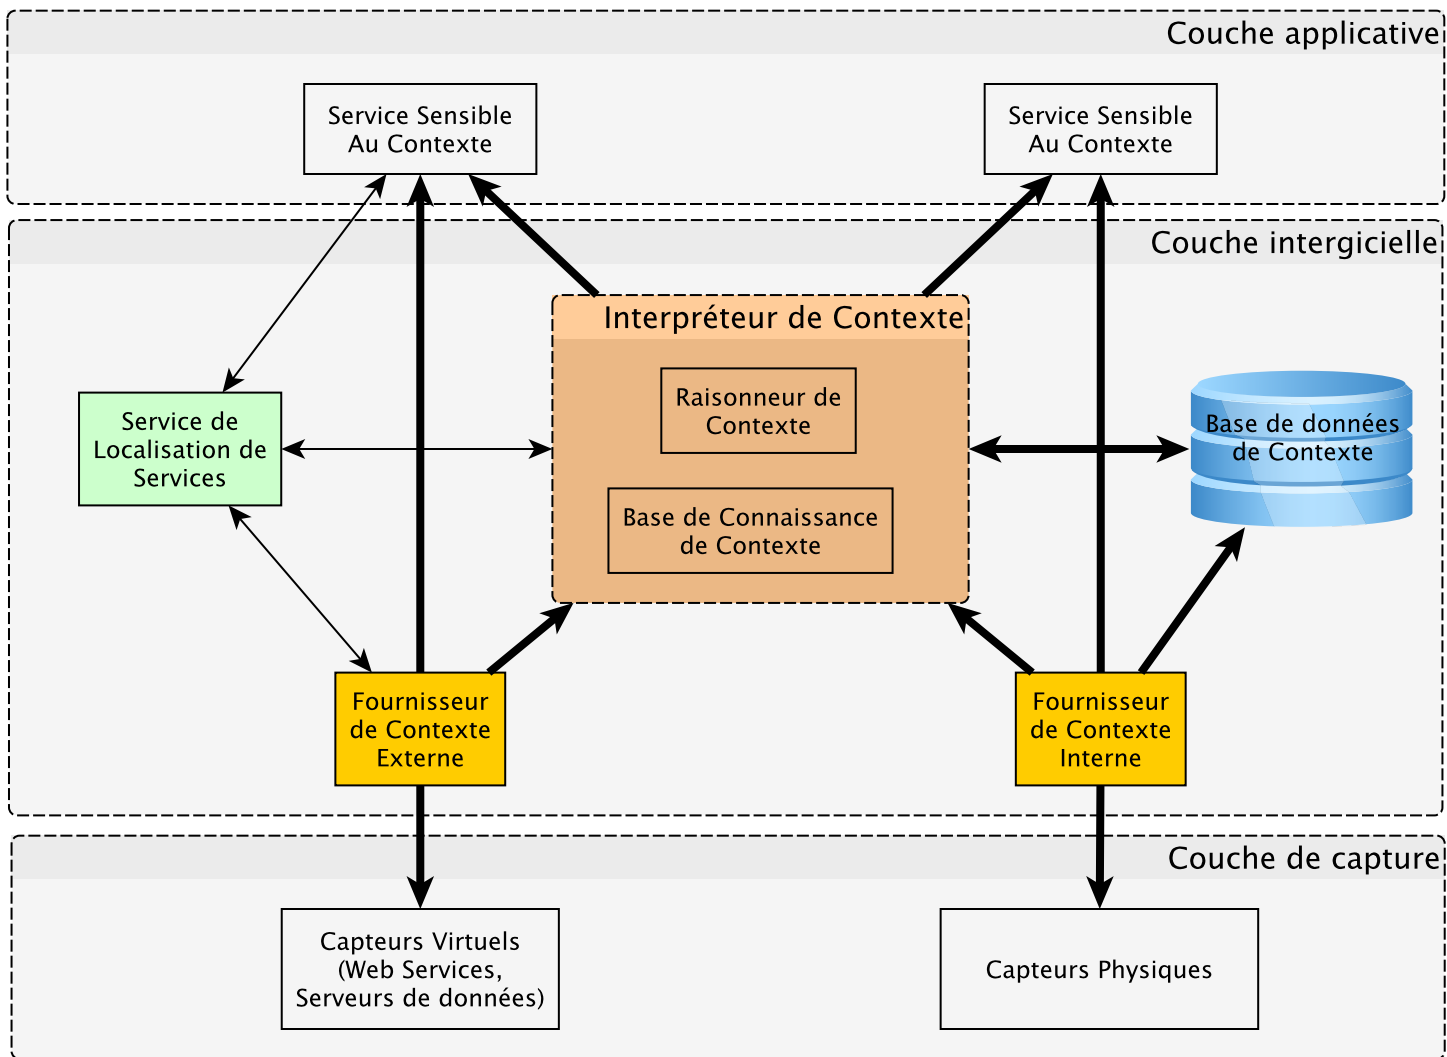 Couche applicative
Service Sensible
Au Contexte
Service Sensible
Au Contexte
Couche intergicielle
Interpréteur de Contexte
Raisonneur de
Contexte
Base de Connaissance
de Contexte
Service de
Localisation de
Services
Base de données
de Contexte
Fournisseur
de Contexte
Externe
Fournisseur
de Contexte
Interne
Couche de capture
Capteurs Virtuels
(Web Services,
Serveurs de données)
Capteurs Physiques